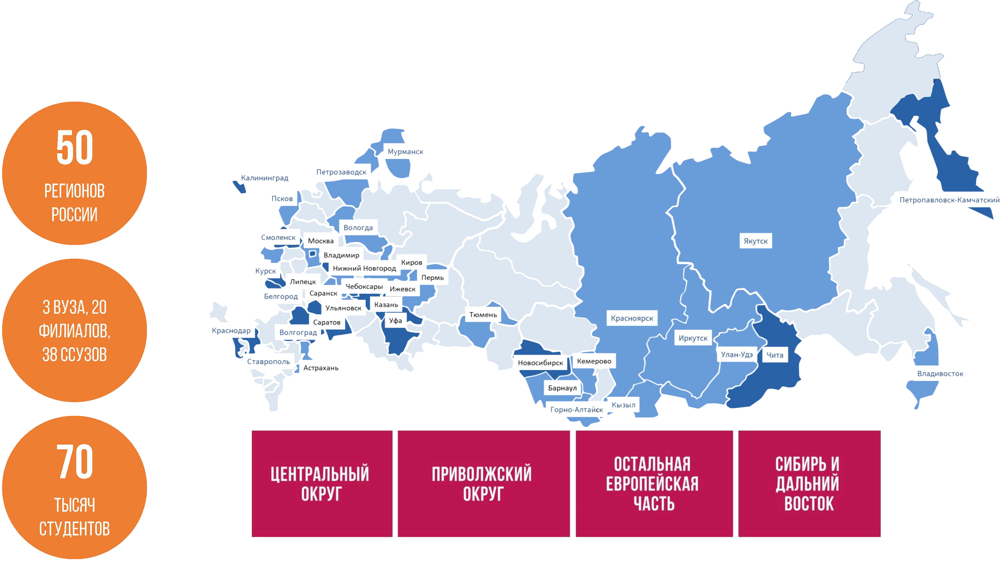 50
РЕГИОНОВ
РОССИИ
3 ВУЗА, 20
ФИЛИАЛОВ,
38 ССУЗОВ
70
ТЫСЯЧ
СТУДЕНТОВ
Мурманск
Петрозаводск
Калининград
Псков
Петропавловск-Камчатский
Вологда
Смоленск
Москва
Якутск
Владимир
Киров
Нижний Новгород
Курск
Пермь
Липецк
Чебоксары
Ижевск
Саранск
Белгород
Казань
Ульяновск
Тюмень
Красноярск
Уфа
Саратов
Краснодар
Волгоград
Иркутск
Улан-Удэ
Чита
Ставрополь
Новосибирск
Кемерово
Астрахань
Владивосток
Барнаул
Кызыл
Горно-Алтайск
ЦЕНТРАЛЬНЫЙ
ОКРУГ
ПРИВОЛЖСКИЙ
ОКРУГ
ОСТАЛЬНАЯ
ЕВРОПЕЙСКАЯ
ЧАСТЬ
СИБИРЬ И
ДАЛЬНИЙ
ВОСТОК